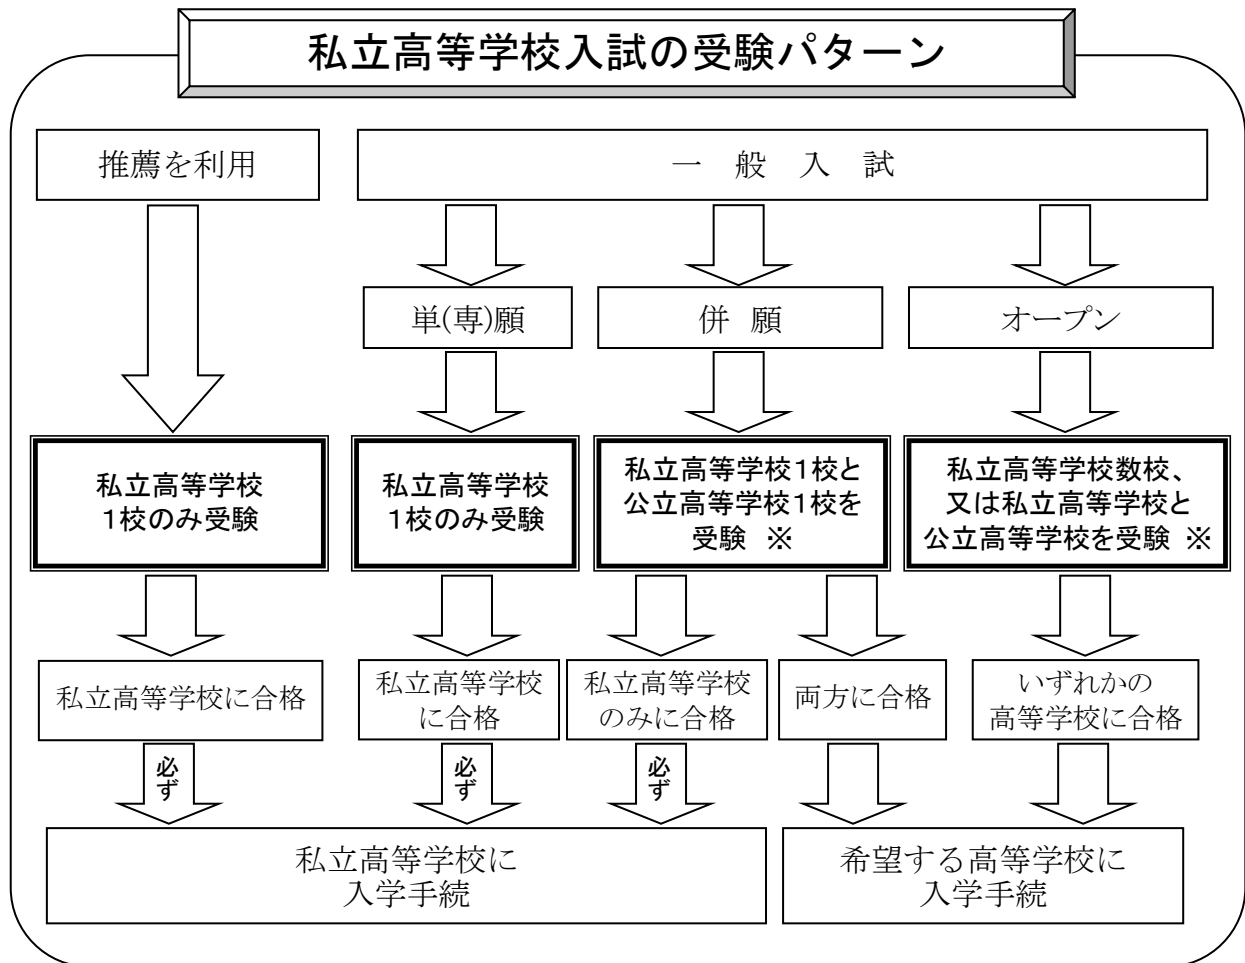 私立高等学校入試の受験パターン
推薦を利用
一　般　入　試
単(専)願
併　願
オープン
私立高等学校
１校のみ受験
私立高等学校
１校のみ受験
私立高等学校１校と
公立高等学校１校を
受験　※
私立高等学校数校、
又は私立高等学校と
公立高等学校を受験　※
私立高等学校に合格
私立高等学校
に合格
私立高等学校
のみに合格
両方に合格
いずれかの
高等学校に合格
必ず
必ず
必ず
私立高等学校に
入学手続
希望する高等学校に
入学手続